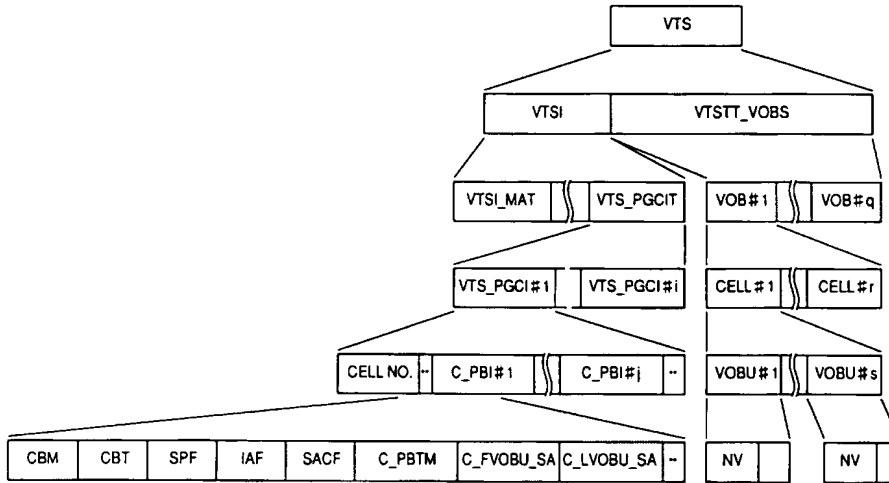 VTS
VTSI VTSTT_VOBS
VTSI_MAT VTS_PGCIT VOB#1 VOB#q
VTS_PGCI#1 VTS_PGCI#i CELL#1 CELL#r
CELL NO. -- C_PBI#1 C_PBI#j -- VOBU#1 VOBU#s
CBM CBT SPF IAF SACF C_PBTM C_FVOBU_SA C_LVOBU_SA -- NV NV